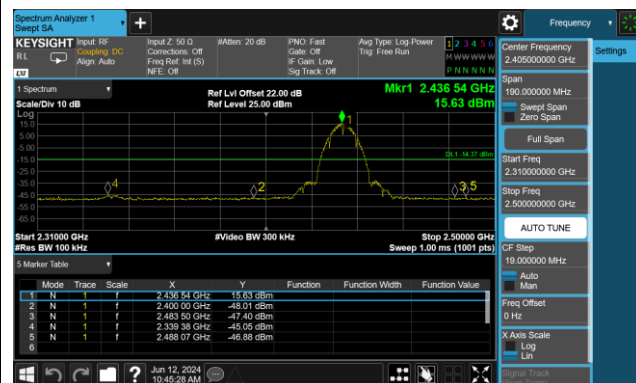 Spectrum Analyzer 1
Swept SA
+
Frequency
KEYSIGHT
RL
LXI
Input: RF
Coupling: DC
Align: Auto
Input Z: 50 Ω
Corrections: Off
Freq Ref: Int (S)
NFE: Off
#Atten: 20 dB
PNO: Fast
Gate: Off
IF Gain: Low
Sig Track: Off
Avg Type: Log-Power
Trig: Free Run
1 2 3 4 5 6
M W W W W W
P N N N N N
1 Spectrum
Scale/Div 10 dB
Ref Lvl Offset 22.00 dB
Ref Level 25.00 dBm
Mkr1 2.436 54 GHz
15.63 dBm
Log
15.0
5.00
-5.00
-15.0
-25.0
-35.0
-45.0
-55.0
-65.0
1
DL1 -14.37 dBm
4
2
3
5
Start 2.31000 GHz
#Res BW 100 kHz
#Video BW 300 kHz
Stop 2.50000 GHz
Sweep 1.00 ms (1001 pts)
5 Marker Table
Mode Trace Scale X Y Function Function Width Function Value
1 N 1 f 2.436 54 GHz 15.63 dBm
2 N 1 f 2.400 00 GHz -48.01 dBm
3 N 1 f 2.483 50 GHz -47.40 dBm
4 N 1 f 2.339 38 GHz -45.05 dBm
5 N 1 f 2.488 07 GHz -46.88 dBm
6
?
Jun 12, 2024
10:45:28 AM
Center Frequency
2.405000000 GHz
Settings
Span
190.000000 MHz
Swept Span
Zero Span
Full Span
Start Freq
2.310000000 GHz
Stop Freq
2.500000000 GHz
AUTO TUNE
CF Step
19.000000 MHz
Auto
Man
Freq Offset
0 Hz
X Axis Scale
Log
Lin
Signal Track